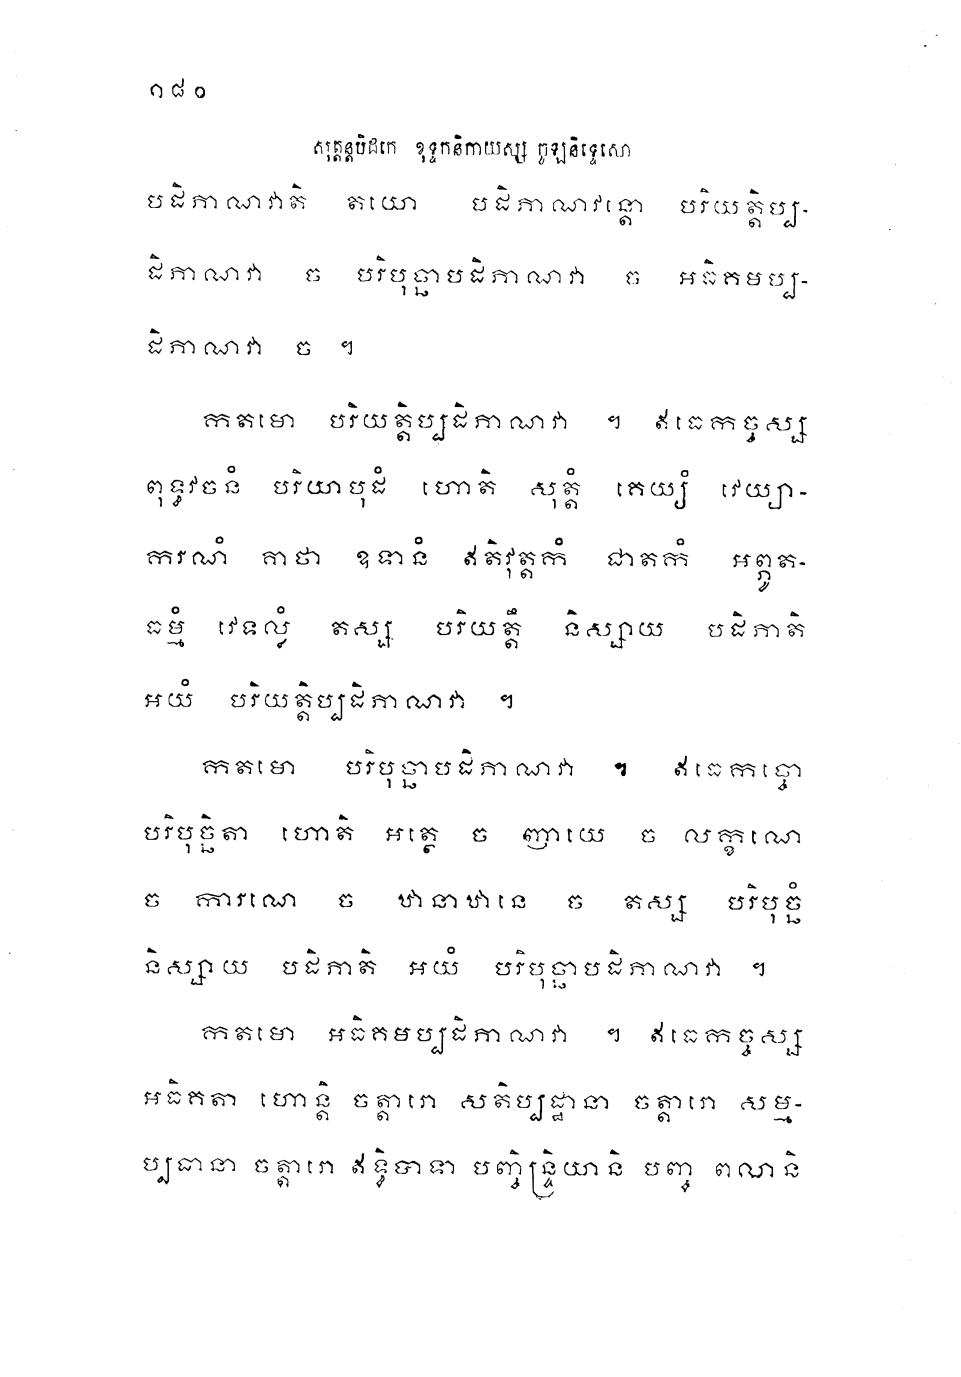 ១៨០
សុត្តន្តបិដកេ ខុទ្ទកនិកាយស្ស ចូឡនិទ្ទេសោ
បដិភាណវាតិ តយោ បដិភាណវន្តោ បរិយត្តិប្ប-
ដិភាណវា ច បរិបុច្ឆាបដិភាណវា ច អធិគមប្ប-
ដិភាណវា ច ។
កតមោ បរិយត្តិប្បដិភាណវា ។ ឥធេកច្ចស្ស
ពុទ្ធវចនំ បរិយាបុដំ ហោតិ សុត្តំ គេយ្យំ វេយ្យា-
ករណំ គាថា ឧទានំ ឥតិវុត្តកំ ជាតកំ អព្ភូត-
ធម្មំ វេទល្លំ តស្ស បរិយត្តឹ និស្សាយ បដិភាតិ
អយំ បរិយត្តិប្បដិភាណវា ។
កតមោ បរិបុច្ឆាបដិភាណវា ។ ឥធេកច្ចោ
បរិបុច្ឆិតា ហោតិ អត្ថេ ច ញាយេ ច លក្ខណេ
ច ការណេ ច ឋានាឋានេ ច តស្ស បរិបុច្ឆំ
និស្សាយ បដិភាតិ អយំ បរិបុច្ឆាបដិភាណវា ។
កតមោ អធិគមប្បដិភាណវា ។ ឥធេកច្ចស្ស
អធិគតា ហោន្តិ ចត្តារោ សតិប្បដ្ឋានា ចត្តារោ សម្ម-
ប្បធានា ចត្តារោ ឥទ្ធិបាទា បញ្ចិន្ទ្រិយានិ បញ្ច ពលានិ